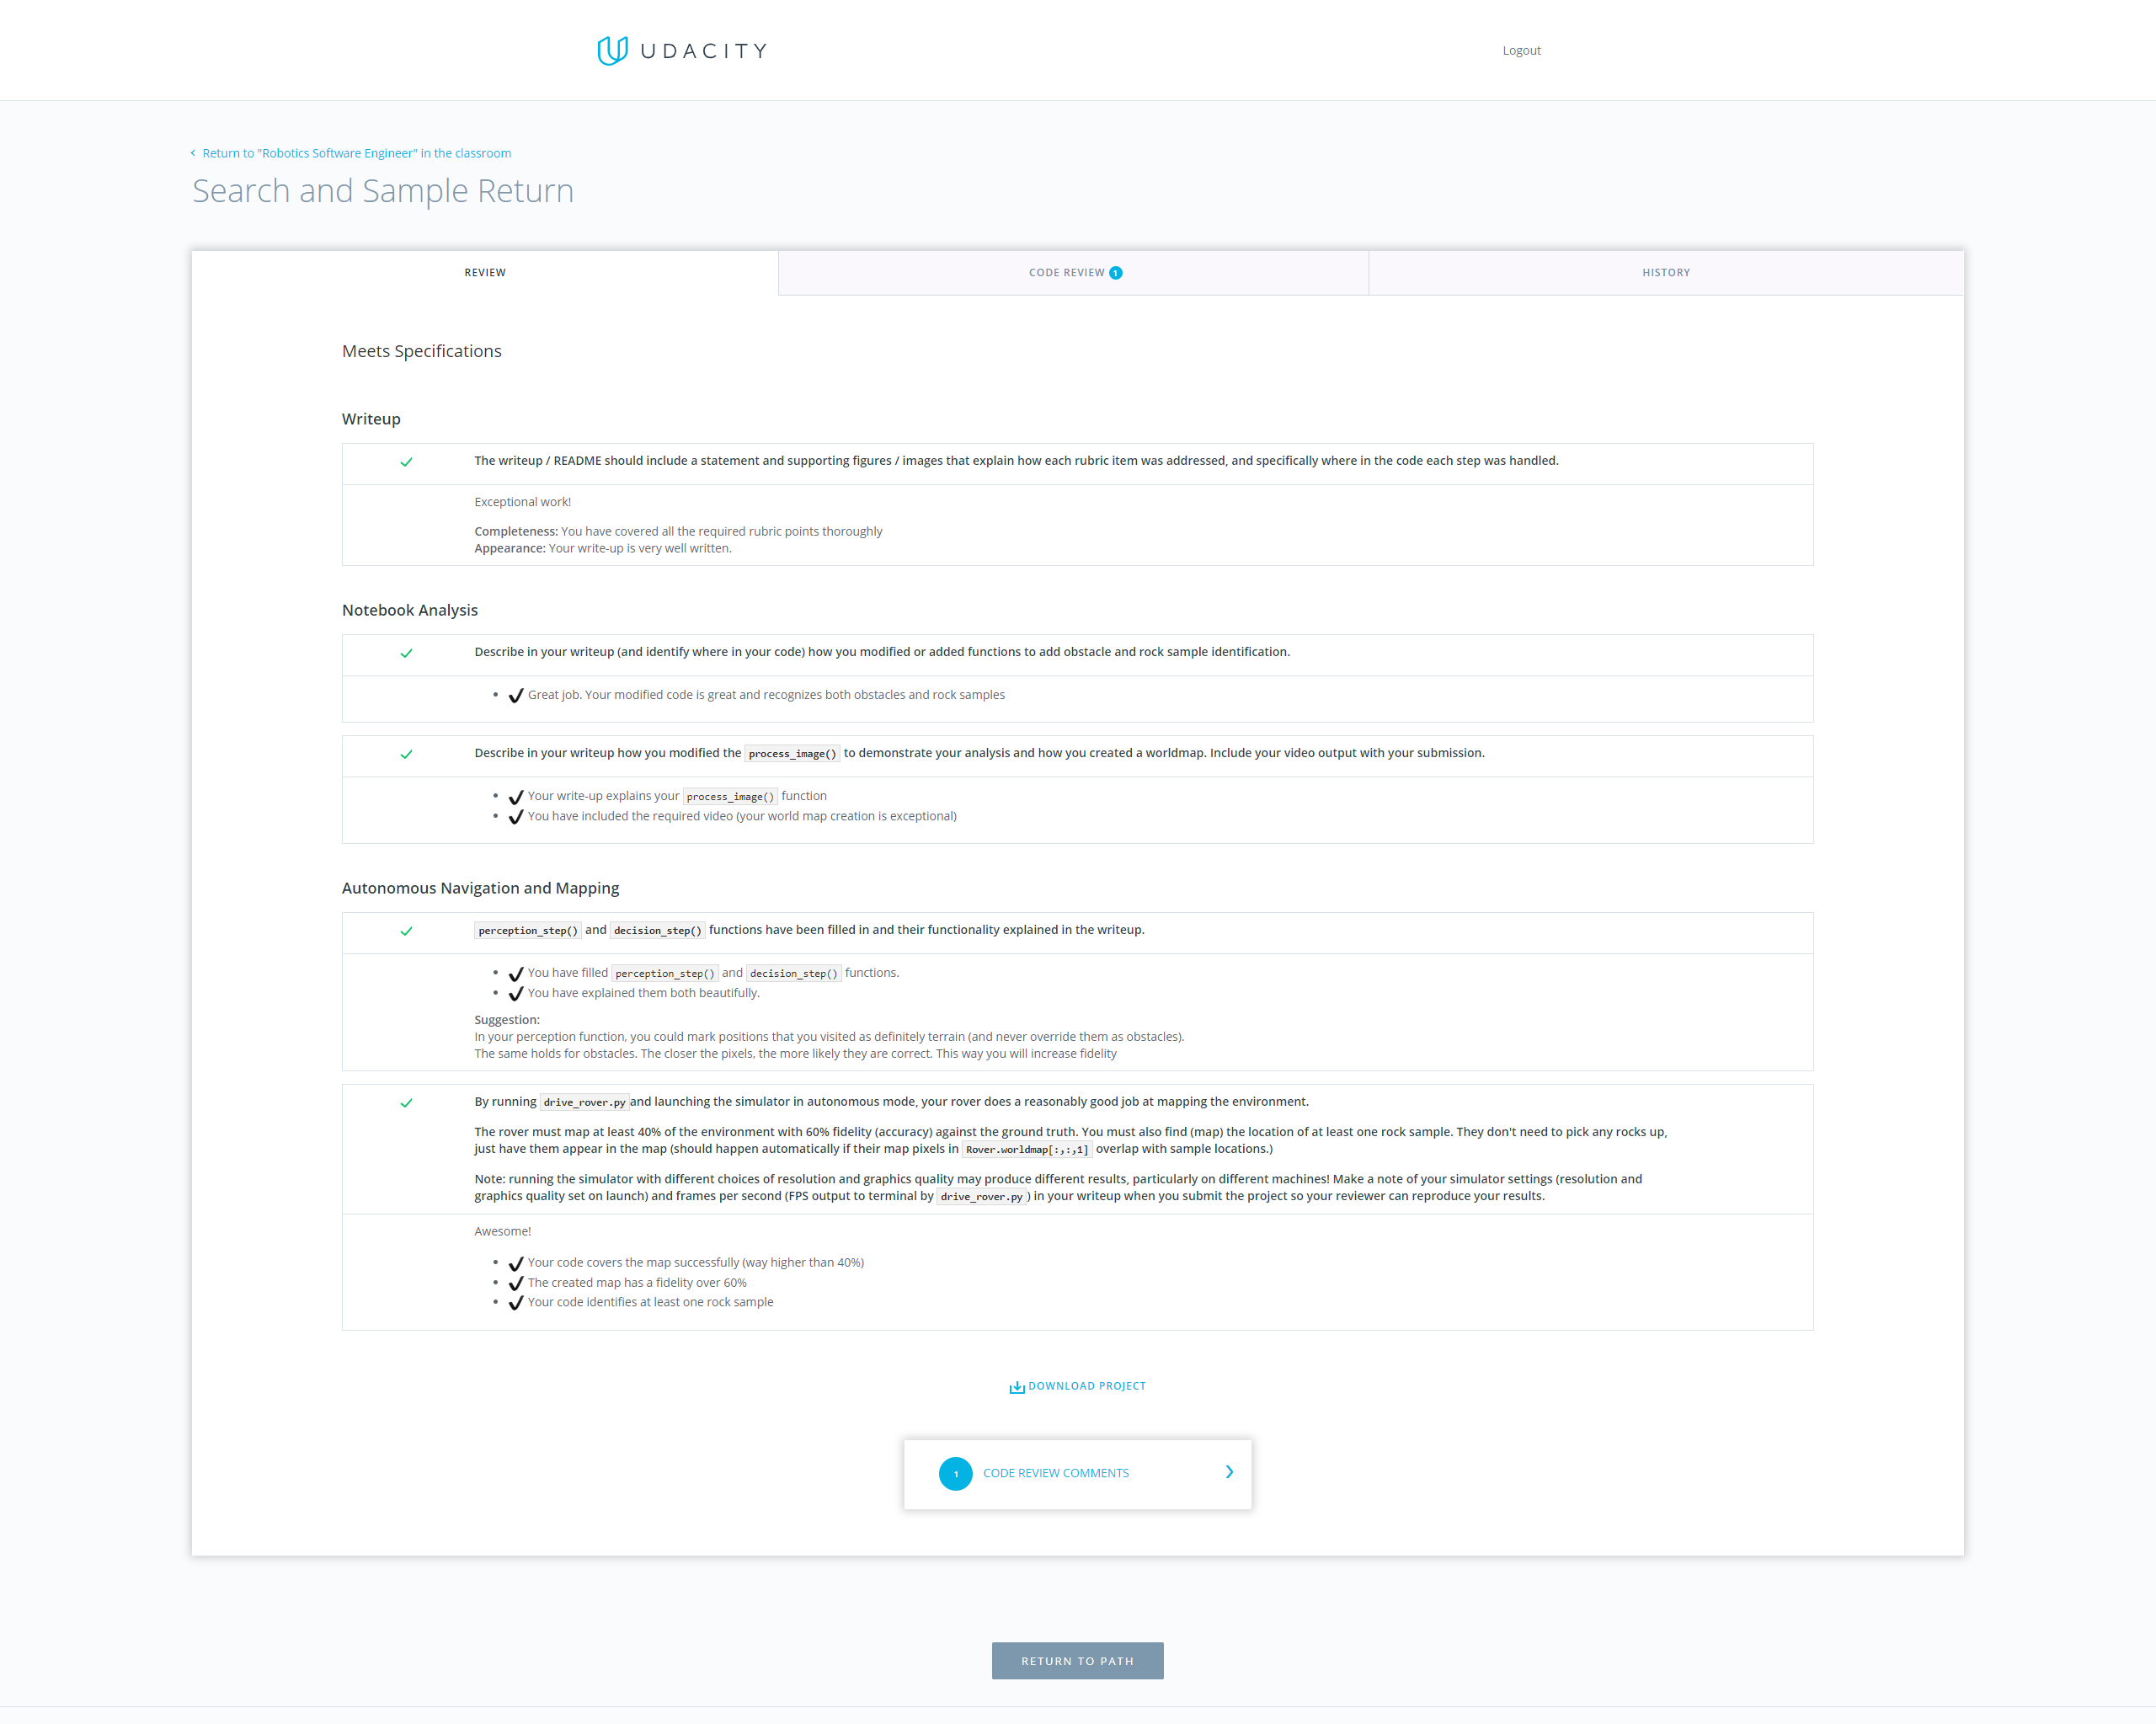 UDACITY
Logout
Return to "Robotics Software Engineer" in the classroom
Search and Sample Return
REVIEW
CODE REVIEW 1
HISTORY
Meets Specifications
Writeup
The writeup / README should include a statement and supporting figures / images that explain how each rubric item was addressed, and specifically where in the code each step was handled.
Exceptional work!
Completeness: You have covered all the required rubric points thoroughly
Appearance: Your write-up is very well written.
Notebook Analysis
Describe in your writeup (and identify where in your code) how you modified or added functions to add obstacle and rock sample identification.
Great job. Your modified code is great and recognizes both obstacles and rock samples
Describe in your writeup how you modified the process_image() to demonstrate your analysis and how you created a worldmap. Include your video output with your submission.
Your write-up explains your process_image() function
You have included the required video (your world map creation is exceptional)
Autonomous Navigation and Mapping
perception_step() and decision_step() functions have been filled in and their functionality explained in the writeup.
You have filled perception_step() and decision_step() functions.
You have explained them both beautifully.
Suggestion:
In your perception function, you could mark positions that you visited as definitely terrain (and never override them as obstacles).
The same holds for obstacles. The closer the pixels, the more likely they are correct. This way you will increase fidelity
By running drive_rover.py and launching the simulator in autonomous mode, your rover does a reasonably good job at mapping the environment.
The rover must map at least 40% of the environment with 60% fidelity (accuracy) against the ground truth. You must also find (map) the location of at least one rock sample. They don't need to pick any rocks up,
just have them appear in the map (should happen automatically if their map pixels in Rover.worldmap[:,:,1] overlap with sample locations.)
Note: running the simulator with different choices of resolution and graphics quality may produce different results, particularly on different machines! Make a note of your simulator settings (resolution and
graphics quality set on launch) and frames per second (FPS output to terminal by drive_rover.py ) in your writeup when you submit the project so your reviewer can reproduce your results.
Awesome!
Your code covers the map successfully (way higher than 40%)
The created map has a fidelity over 60%
Your code identifies at least one rock sample
DOWNLOAD PROJECT
1 CODE REVIEW COMMENTS
RETURN TO PATH